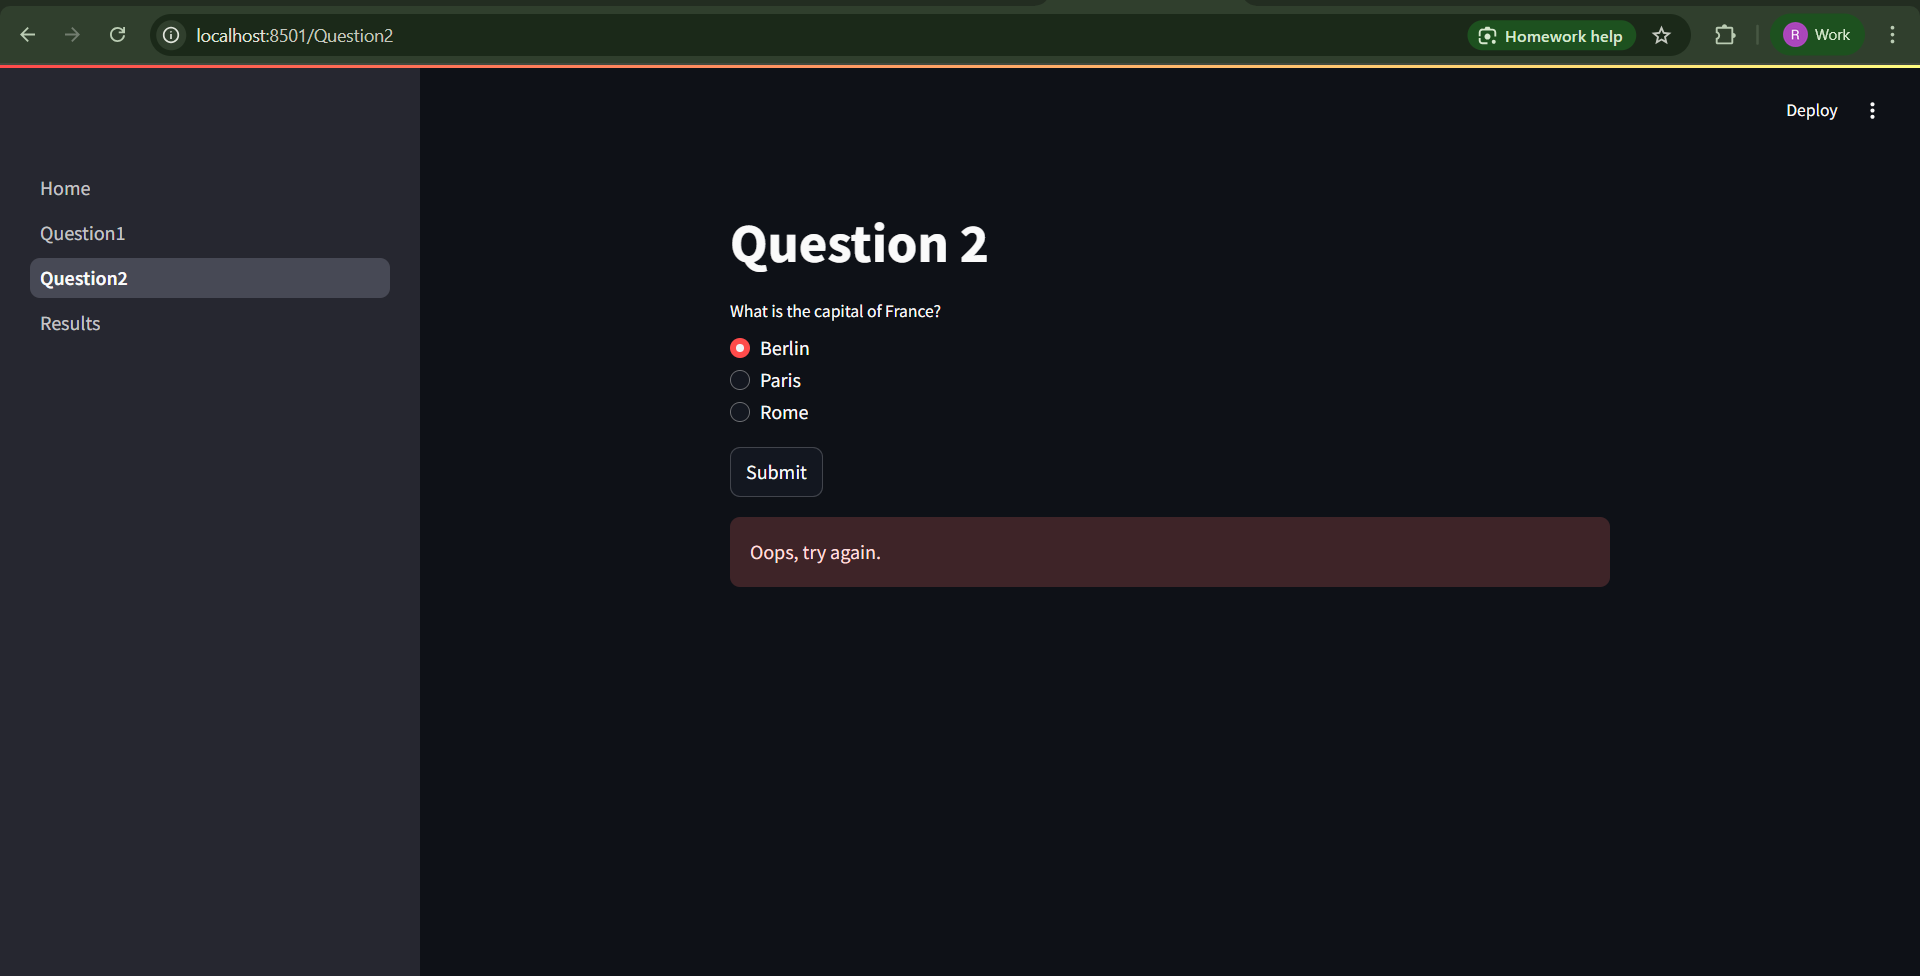 localhost:8501/Question2
Homework help
R Work
Deploy
Home
Question1
Question2
Results
Question 2
What is the capital of France?
Berlin
Paris
Rome
Submit
Oops, try again.